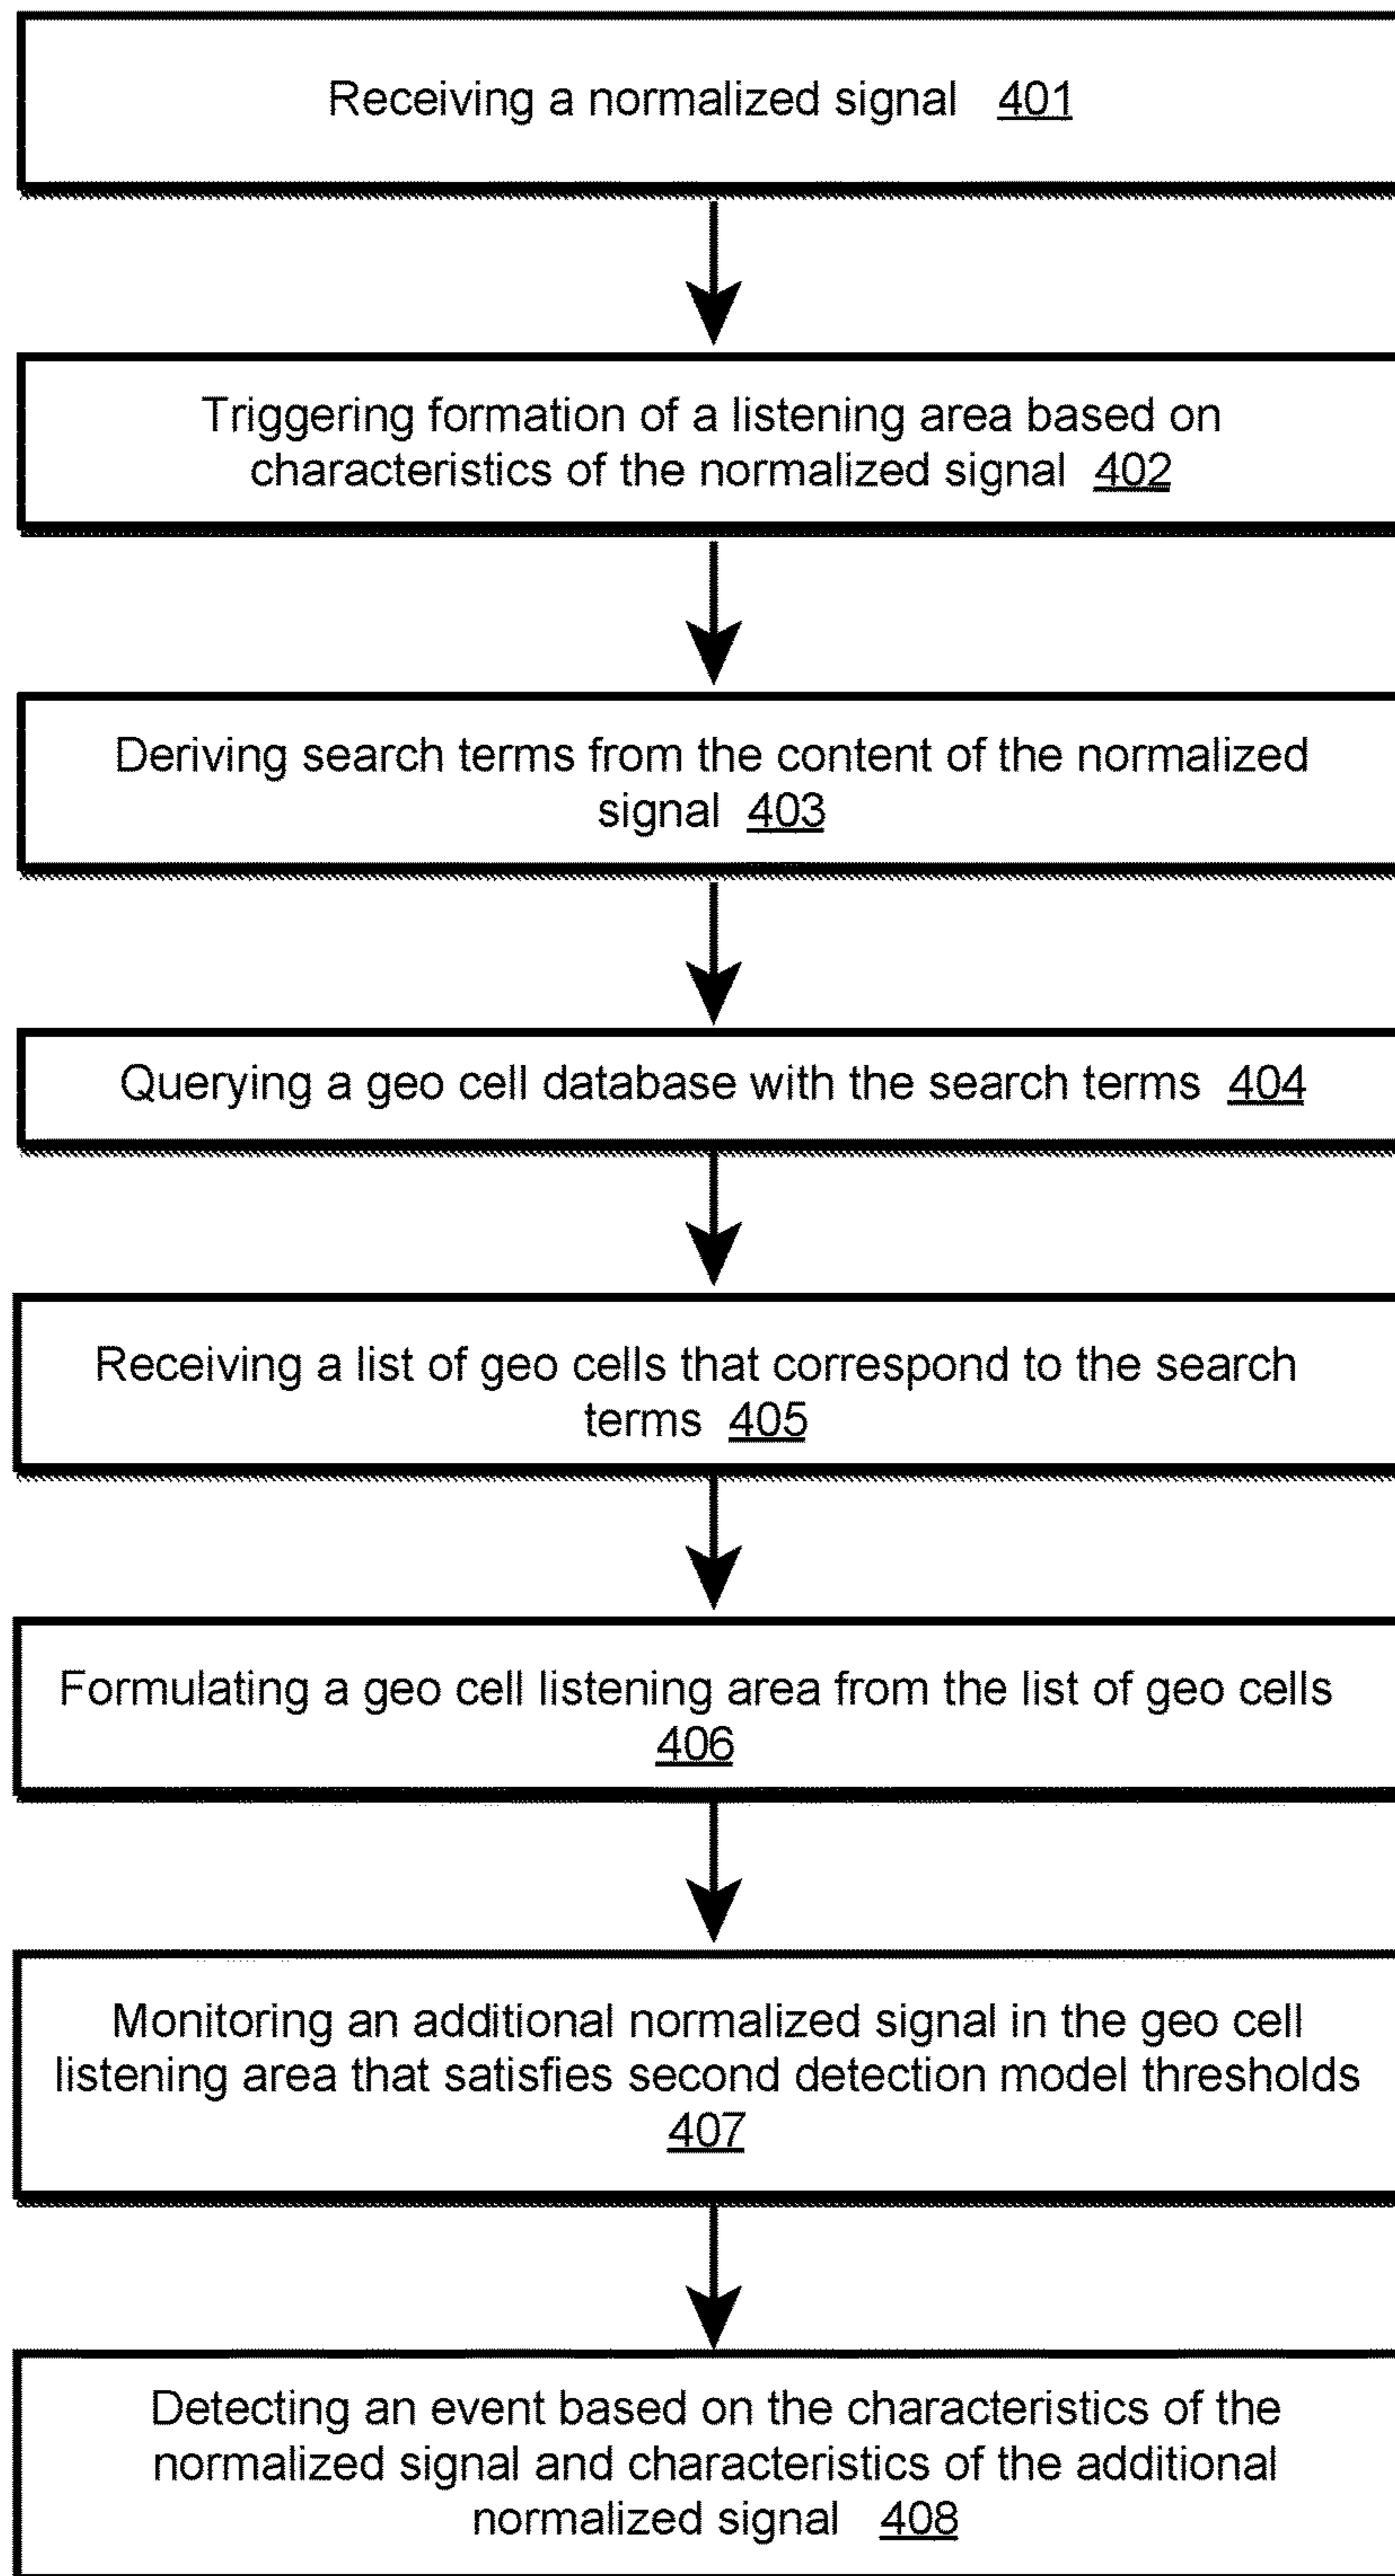 Receiving a normalized signal 401
Triggering formation of a listening area based on
characteristics of the normalized signal 402
Deriving search terms from the content of the normalized
signal 403
Querying a geo cell database with the search terms 404
Receiving a list of geo cells that correspond to the search
terms 405
Formulating a geo cell listening area from the list of geo cells
406
Monitoring an additional normalized signal in the geo cell
listening area that satisfies second detection model thresholds
407
Detecting an event based on the characteristics of the
normalized signal and characteristics of the additional
normalized signal 408